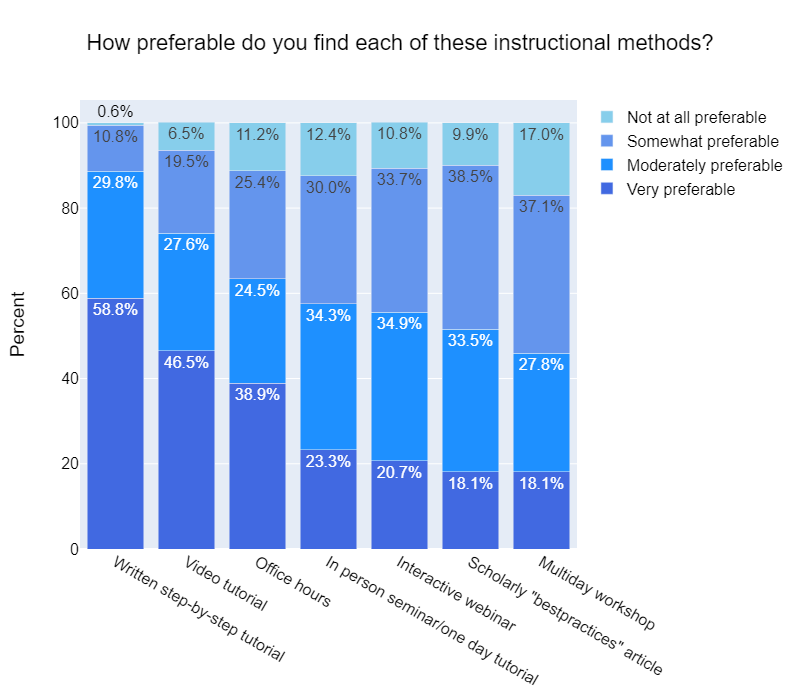 How preferable do you find each of these instructional methods?
0.6%
100
10.8%
6.5%
11.2%
12.4%
10.8%
9.9%
17.0%
Not at all preferable
Somewhat preferable
Moderately preferable
Very preferable
29.8%
19.5%
25.4%
30.0%
33.7%
38.5%
37.1%
80
27.6%
24.5%
34.3%
34.9%
33.5%
27.8%
60
58.8%
46.5%
38.9%
23.3%
20.7%
18.1%
18.1%
40
20
0
Percent
Written step-by-step tutorial
Video tutorial
Office hours
In person seminar/one day tutorial
Interactive webinar
Scholarly "bestpractices" article
Multiday workshop